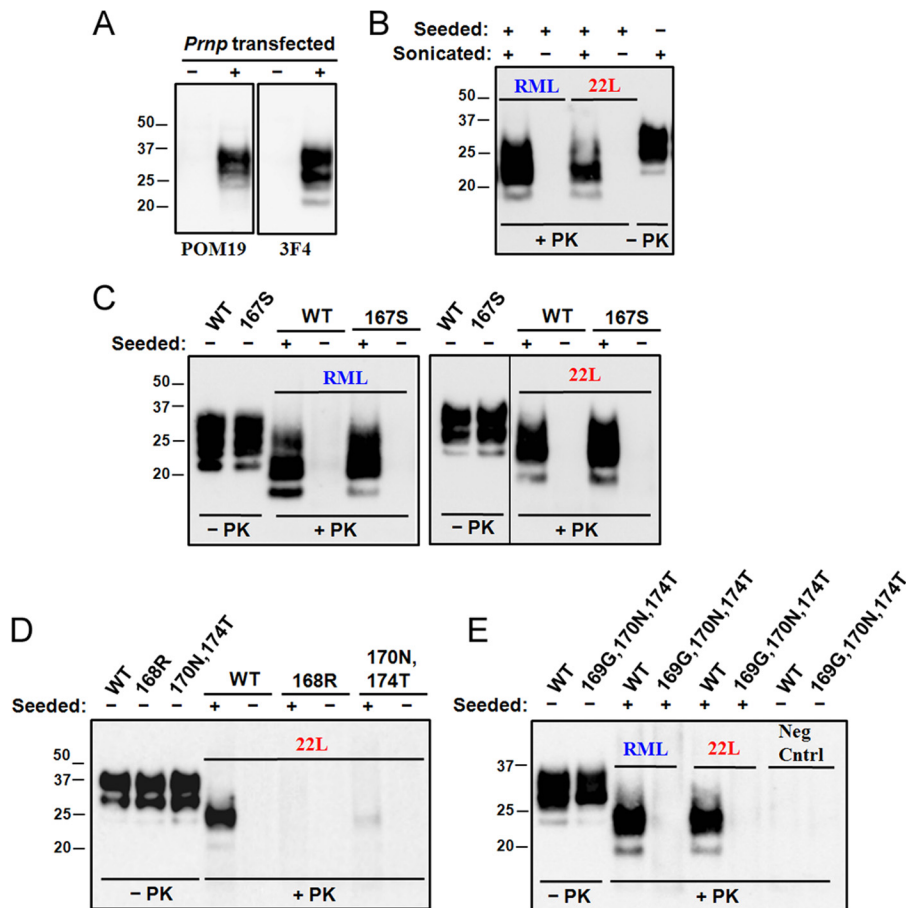 A
Prnp transfected
− + − +
50
37
25
20
POM19 3F4
B
Seeded: + + + + −
Sonicated: + − + − +
RML 22L
50
37
25
20
+ PK − PK
C
WT 167S WT 167S
Seeded: − − + − + −
RML
50
37
25
20
− PK + PK
WT 167S WT 167S
− − + − + −
22L
− PK + PK
D
WT 168R 170N,174T WT 168R 170N,
174T
Seeded: − − − + − + − + −
22L
50
37
25
20
− PK + PK
E
WT 169G,170N,174T WT 169G,170N,174T WT 169G,170N,174T WT 169G,170N,174T
Seeded: − − + + + + − −
RML 22L Neg
Cntrl
37
25
20
− PK + PK